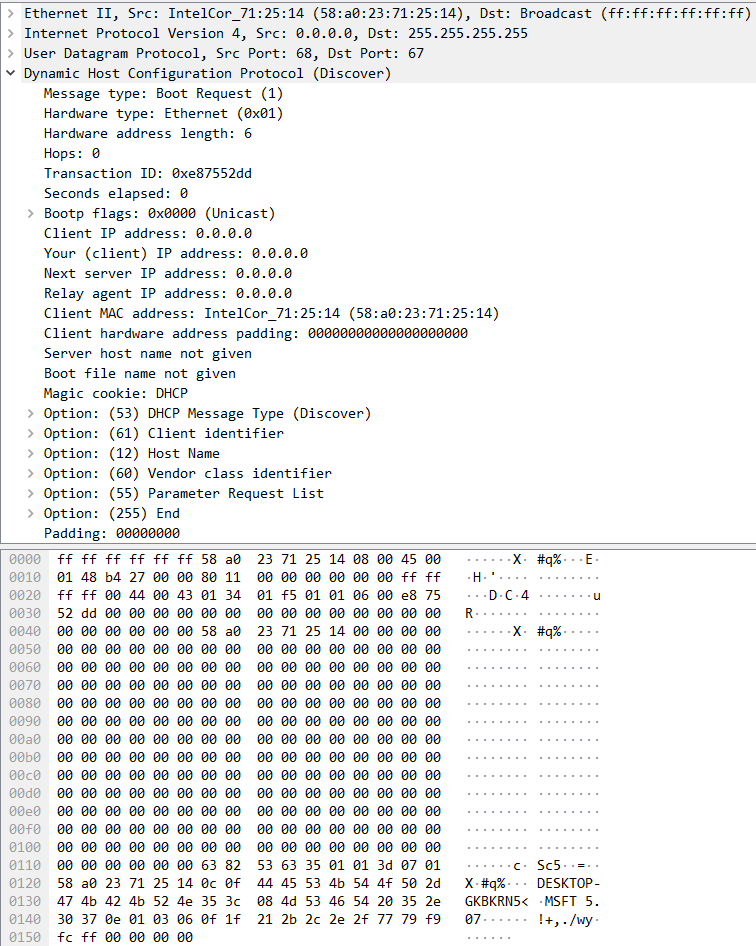 Ethernet II, Src: IntelCor_71:25:14 (58:a0:23:71:25:14), Dst: Broadcast (ff:ff:ff:ff:ff:ff)
Internet Protocol Version 4, Src: 0.0.0.0, Dst: 255.255.255.255
User Datagram Protocol, Src Port: 68, Dst Port: 67
Dynamic Host Configuration Protocol (Discover)
Message type: Boot Request (1)
Hardware type: Ethernet (0x01)
Hardware address length: 6
Hops: 0
Transaction ID: 0xe87552dd
Seconds elapsed: 0
Bootp flags: 0x0000 (Unicast)
Client IP address: 0.0.0.0
Your (client) IP address: 0.0.0.0
Next server IP address: 0.0.0.0
Relay agent IP address: 0.0.0.0
Client MAC address: IntelCor_71:25:14 (58:a0:23:71:25:14)
Client hardware address padding: 00000000000000000000
Server host name not given
Boot file name not given
Magic cookie: DHCP
Option: (53) DHCP Message Type (Discover)
Option: (61) Client identifier
Option: (12) Host Name
Option: (60) Vendor class identifier
Option: (55) Parameter Request List
Option: (255) End
Padding: 00000000
0000 ff ff ff ff ff ff 58 a0 23 71 25 14 08 00 45 00 ······X· #q%···E·
0010 01 48 b4 27 00 00 80 11 00 00 00 00 00 00 ff ff ·H·'···· ········
0020 ff ff 00 44 00 43 01 34 01 f5 01 01 06 00 e8 75 ···D·C·4 ·······u
0030 52 dd 00 00 00 00 00 00 00 00 00 00 00 00 00 00 R······· ········
0040 00 00 00 00 00 00 58 a0 23 71 25 14 00 00 00 00 ······X· #q%·····
0050 00 00 00 00 00 00 00 00 00 00 00 00 00 00 00 00 ········ ········
0060 00 00 00 00 00 00 00 00 00 00 00 00 00 00 00 00 ········ ········
0070 00 00 00 00 00 00 00 00 00 00 00 00 00 00 00 00 ········ ········
0080 00 00 00 00 00 00 00 00 00 00 00 00 00 00 00 00 ········ ········
0090 00 00 00 00 00 00 00 00 00 00 00 00 00 00 00 00 ········ ········
00a0 00 00 00 00 00 00 00 00 00 00 00 00 00 00 00 00 ········ ········
00b0 00 00 00 00 00 00 00 00 00 00 00 00 00 00 00 00 ········ ········
00c0 00 00 00 00 00 00 00 00 00 00 00 00 00 00 00 00 ········ ········
00d0 00 00 00 00 00 00 00 00 00 00 00 00 00 00 00 00 ········ ········
00e0 00 00 00 00 00 00 00 00 00 00 00 00 00 00 00 00 ········ ········
00f0 00 00 00 00 00 00 00 00 00 00 00 00 00 00 00 00 ········ ········
0100 00 00 00 00 00 00 00 00 00 00 00 00 00 00 00 00 ········ ········
0110 00 00 00 00 00 00 63 82 53 63 35 01 01 3d 07 01 ······c· Sc5··=··
0120 58 a0 23 71 25 14 0c 0f 44 45 53 4b 54 4f 50 2d X·#q%··· DESKTOP-
0130 47 4b 42 4b 52 4e 35 3c 08 4d 53 46 54 20 35 2e GKBKRN5< ·MSFT 5.
0140 30 37 0e 01 03 06 0f 1f 21 2b 2c 2e 2f 77 79 f9 07······ !+,./wy·
0150 fc ff 00 00 00 00 ······